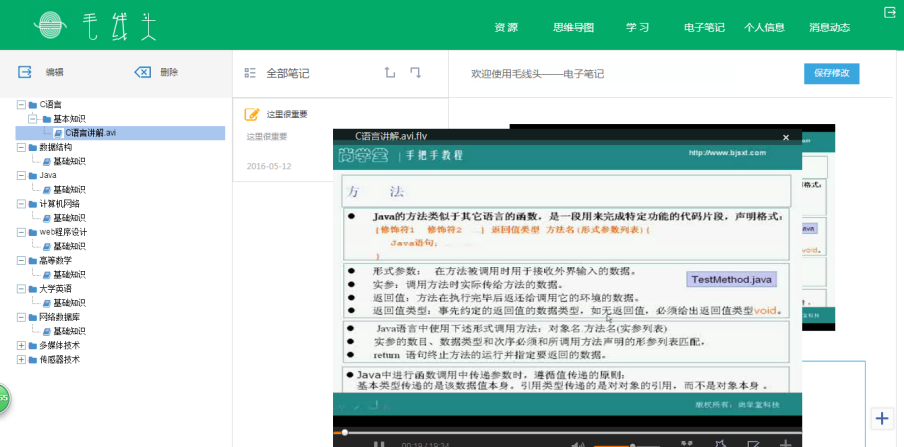 毛线头
资源 思维导图 学习 电子笔记 个人信息 消息动态
编辑 删除
全部笔记
欢迎使用毛线头——电子笔记
保存修改
C语言
基本知识
C语言讲解.avi
数据结构
基础知识
Java
基础知识
计算机网络
基础知识
web程序设计
基础知识
高等数学
基础知识
大学英语
基础知识
网络数据库
基础知识
多媒体技术
传感器技术
这里很重要
这里很重要
2016-05-12
C语言讲解.avi.flv
尚学堂 | 手把手教程
http://www.bjsxt.com
方 法
Java的方法类似于其它语言的函数，是一段用来完成特定功能的代码片段，声明格式：
[修饰符1 修饰符2 …] 返回值类型 方法名(形式参数列表){
Java语句；
}
形式参数： 在方法被调用时用于接收外界输入的数据。
实参：调用方法时实际传给方法的数据。
返回值：方法在执行完毕后返还给调用它的环境的数据。
返回值类型：事先约定的返回值的数据类型，如无返回值，必须给出返回值类型void。
TestMethod.java
Java语言中使用下述形式调用方法：对象名.方法名(实参列表)
实参的数目、数据类型和次序必须和所调用方法声明的形参列表匹配，
return 语句终止方法的运行并指定要返回的数据。
Java中进行函数调用中传递参数时，遵循值传递的原则：
基本类型传递的是该数据值本身。引用类型传递的是对对象的引用，而不是对象本身。
版权所有：尚学堂科技
00:19 / 19:24
格式：
ava
void。
55